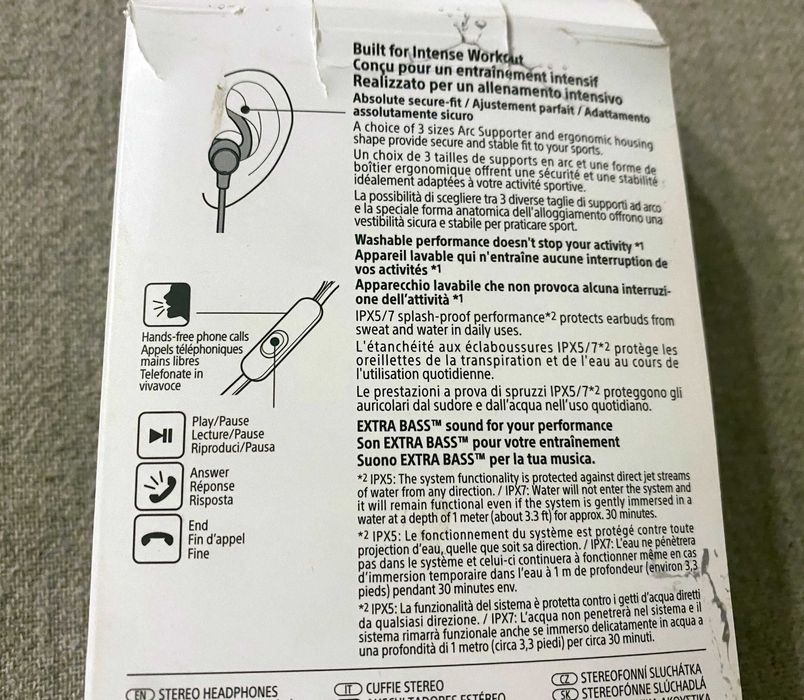 Built for Intense Workout
Conçu pour un entraînement intensif
Realizzato per un allenamento intensivo
Absolute secure-fit / Ajustement parfait / Adattamento
assolutamente sicuro
A choice of 3 sizes Arc Supporter and ergonomic housing
shape provide secure and stable fit to your sports.
Un choix de 3 tailles de supports en arc et une forme de
boîtier ergonomique offrent une sécurité et une stabilité
idéalement adaptées à votre activité sportive.
La possibilità di scegliere tra 3 diverse taglie di supporti ad arco
e la speciale forma anatomica dell'alloggiamento offrono una
vestibilità sicura e stabile per praticare sport.
Washable performance doesn't stop your activity *1
Appareil lavable qui n'entraîne aucune interruption de
vos activités *1
Apparecchio lavabile che non provoca alcuna interruzi-
one dell'attività *1
IPX5/7 splash-proof performance*2 protects earbuds from
sweat and water in daily uses.
L'étanchéité aux éclaboussures IPX5/7*2 protège les
oreillettes de la transpiration et de l'eau au cours de
l'utilisation quotidienne.
Le prestazioni a prova di spruzzi IPX5/7*2 proteggono gli
auricolari dal sudore e dall'acqua nell'uso quotidiano.
EXTRA BASS™ sound for your performance
Son EXTRA BASS™ pour votre entraînement
Suono EXTRA BASS™ per la tua musica.
*2 IPX5: The system functionality is protected against direct jet streams
of water from any direction. / IPX7: Water will not enter the system and
it will remain functional even if the system is gently immersed in a
water at a depth of 1 meter (about 3.3 ft) for approx. 30 minutes.
*2 IPX5: Le fonctionnement du système est protégé contre toute
projection d'eau, quelle que soit sa direction. / IPX7: L'eau ne pénètrera
pas dans le système et celui-ci continuera à fonctionner même en cas
d'immersion temporaire dans l'eau à 1 m de profondeur (environ 3,3
pieds) pendant 30 minutes env.
*2 IPX5: La funzionalità del sistema è protetta contro i getti d'acqua diretti
da qualsiasi direzione. / IPX7: L'acqua non penetrerà nel sistema e il
sistema rimarrà funzionale anche se immerso delicatamente in acqua a
una profondità di 1 metro (circa 3,3 piedi) per circa 30 minuti.
Hands-free phone calls
Appels téléphoniques
mains libres
Telefonate in
vivavoce
Play/Pause
Lecture/Pause
Riproduci/Pausa
Answer
Réponse
Risposta
End
Fin d'appel
Fine
EN STEREO HEADPHONES
IT CUFFIE STEREO
AUSCULTADORES ESTÉREO
CZ STEREOFONNÍ SLUCHÁTKA
SK STEREOFÓNNE SLÚCHADLÁ